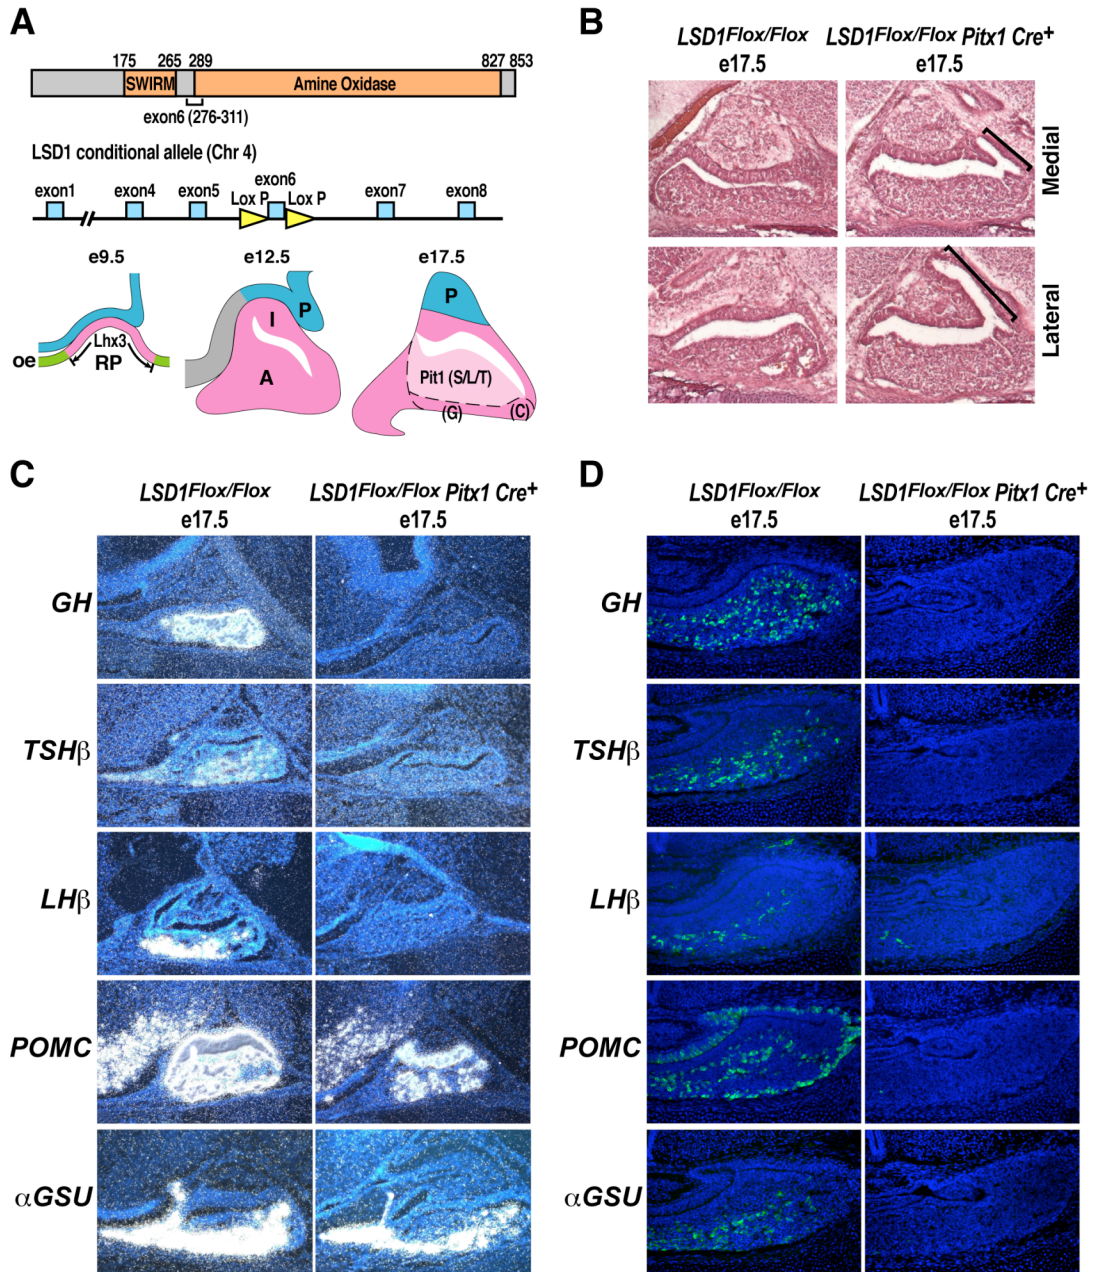 A
175 265 289 827 853
SWIRM Amine Oxidase
exon6 (276-311)
LSD1 conditional allele (Chr 4)
exon1 exon4 exon5 Lox P exon6 Lox P exon7 exon8
e9.5 e12.5 e17.5
oe Lhx3 RP
I P A
P
Pit1 (S/L/T)
(G) (C)
B
LSD1Flox/Flox LSD1Flox/Flox Pitx1 Cre+
e17.5 e17.5
Medial
Lateral
C
LSD1Flox/Flox LSD1Flox/Flox Pitx1 Cre+
e17.5 e17.5
GH
TSHβ
LHβ
POMC
αGSU
D
LSD1Flox/Flox LSD1Flox/Flox Pitx1 Cre+
e17.5 e17.5
GH
TSHβ
LHβ
POMC
αGSU